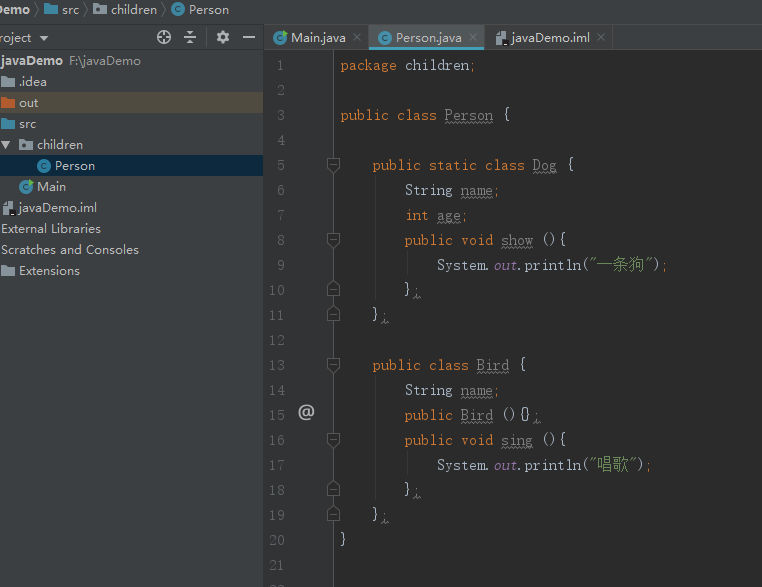 Demo 〉 src 〉 children 〉 Person
roject
Main.java
Person.java
javaDemo.iml
javaDemo F:\javaDemo
.idea
out
src
children
Person
Main
javaDemo.iml
External Libraries
Scratches and Consoles
Extensions
1 package children;
2
3 public class Person {
4
5 public static class Dog {
6 String name;
7 int age;
8 public void show (){
9 System.out.println("一条狗");
10 };
11 };
12
13 public class Bird {
14 String name;
15 @ public Bird (){};
16 public void sing (){
17 System.out.println("唱歌");
18 };
19 };
20 }
21